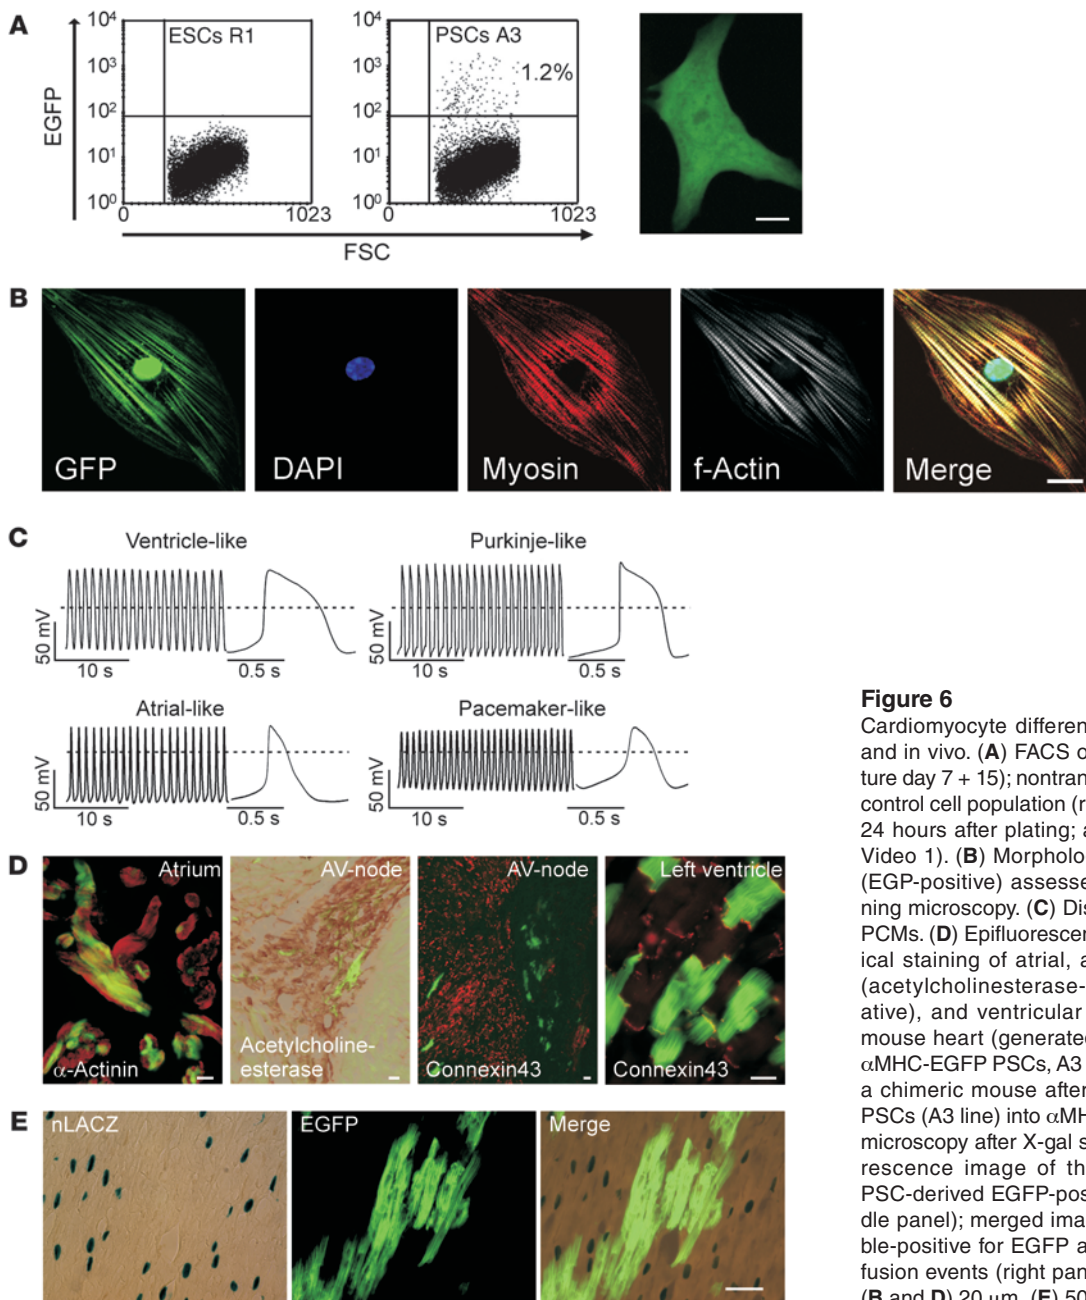 A
EGFP
10⁴
10³
10²
10¹
10⁰
ESCs R1
0
1023
10⁴
10³
10²
10¹
10⁰
PSCs A3
1.2%
0
1023
FSC
B
GFP
DAPI
Myosin
f-Actin
Merge
C
Ventricle-like
50 mV
10 s
0.5 s
Purkinje-like
50 mV
10 s
0.5 s
Atrial-like
50 mV
10 s
0.5 s
Pacemaker-like
50 mV
10 s
0.5 s
D
Atrium
α-Actinin
AV-node
Acetylcholine-
esterase
AV-node
Connexin43
Left ventricle
Connexin43
E
nLACZ
EGFP
Merge
Figure 6
Cardiomyocyte differen
and in vivo. (A) FACS o
ture day 7 + 15); nontran
control cell population (r
24 hours after plating; a
Video 1). (B) Morpholo
(EGP-positive) assesse
ning microscopy. (C) Dis
PCMs. (D) Epifluorescen
ical staining of atrial, a
(acetylcholinesterase-
ative), and ventricular
mouse heart (generated
αMHC-EGFP PSCs, A3
a chimeric mouse after
PSCs (A3 line) into αMH
microscopy after X-gal s
rescence image of th
PSC-derived EGFP-pos
dle panel); merged ima
ble-positive for EGFP a
fusion events (right pan
(B and D) 20 μm. (E) 50